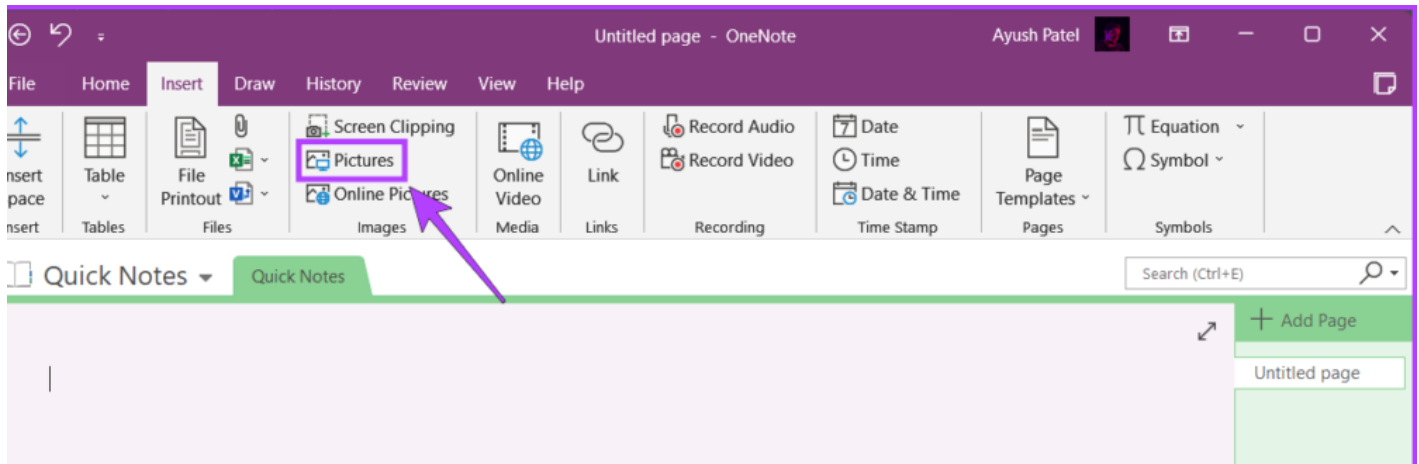 Untitled page - OneNote
Ayush Patel
File Home Insert Draw History Review View Help
nsert
pace
Table
File
Printout
Screen Clipping
Pictures
Online Pictures
Online
Video
Link
Record Audio
Record Video
7 Date
Time
Date & Time
Page
Templates
π Equation
Ω Symbol
nsert Tables Files Images Media Links Recording Time Stamp Pages Symbols
Quick Notes
Quick Notes
Search (Ctrl+E)
Add Page
Untitled page